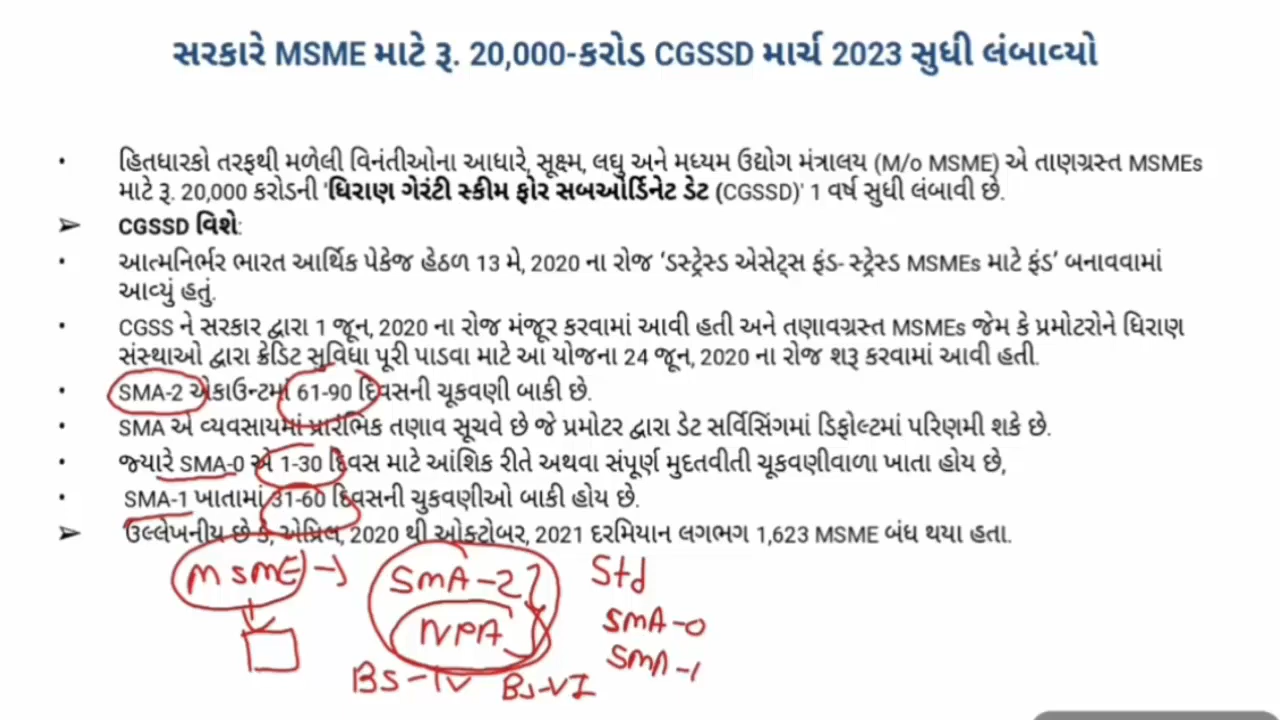 સરકારે MSME માટે રૂ. 20,000-કરોડ CGSSD માર્ચ 2023 સુધી લંબાવ્યો
• હિતધારકો તરફથી મળેલી વિનંતીઓના આધારે, સૂક્ષ્મ, લઘુ અને મધ્યમ ઉદ્યોગ મંત્રાલય (M/o MSME) એ તાણગ્રસ્ત MSMEs
માટે રૂ. 20,000 કરોડની 'ધિરાણ ગેરંટી સ્કીમ ફોર સબઓર્ડિનેટ ડેટ (CGSSD)' 1 વર્ષ સુધી લંબાવી છે.
➢ CGSSD વિશે:
• આત્મનિર્ભર ભારત આર્થિક પેકેજ હેઠળ 13 મે, 2020 ના રોજ ‘ડસ્ટ્રેસ્ડ એસેટ્સ ફંડ- સ્ટ્રેસ્ડ MSMEs માટે ફંડ’ બનાવવામાં
આવ્યું હતું.
• CGSS ને સરકાર દ્વારા 1 જૂન, 2020 ના રોજ મંજૂર કરવામાં આવી હતી અને તણાવગ્રસ્ત MSMEs જેમ કે પ્રમોટરોને ધિરાણ
સંસ્થાઓ દ્વારા ક્રેડિટ સુવિધા પૂરી પાડવા માટે આ યોજના 24 જૂન, 2020 ના રોજ શરૂ કરવામાં આવી હતી.
• SMA-2 એકાઉન્ટમાં 61-90 દિવસની ચૂકવણી બાકી છે.
• SMA એ વ્યવસાયમાં પ્રારંભિક તણાવ સૂચવે છે જે પ્રમોટર દ્વારા ડેટ સર્વિસિંગમાં ડિફોલ્ટમાં પરિણમી શકે છે.
• જ્યારે SMA-0 એ 1-30 દિવસ માટે આંશિક રીતે અથવા સંપૂર્ણ મુદતવીતી ચૂકવણીવાળા ખાતા હોય છે,
• SMA-1 ખાતામાં 31-60 દિવસની ચુકવણીઓ બાકી હોય છે.
➢ ઉલ્લેખનીય છે કે, એપ્રિલ, 2020 થી ઓક્ટોબર, 2021 દરમિયાન લગભગ 1,623 MSME બંધ થયા હતા.
MSME → SMA-2 Std
NPA SMA-0
SMA-1
BS-IV BS-VI